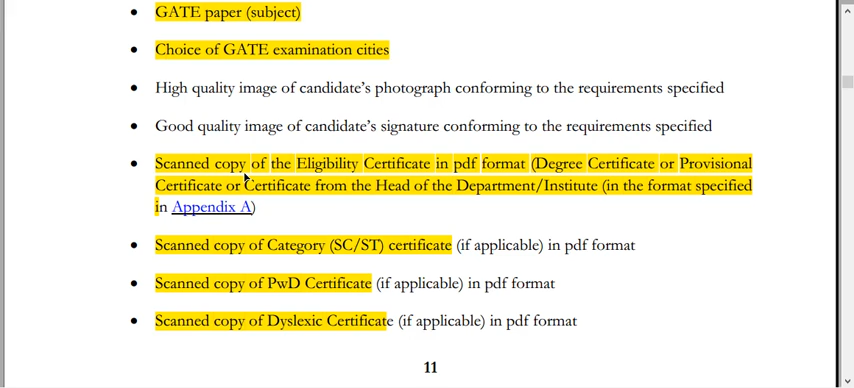 • GATE paper (subject)
• Choice of GATE examination cities
• High quality image of candidate’s photograph conforming to the requirements specified
• Good quality image of candidate’s signature conforming to the requirements specified
• Scanned copy of the Eligibility Certificate in pdf format (Degree Certificate or Provisional
Certificate or Certificate from the Head of the Department/Institute (in the format specified
in Appendix A)
• Scanned copy of Category (SC/ST) certificate (if applicable) in pdf format
• Scanned copy of PwD Certificate (if applicable) in pdf format
• Scanned copy of Dyslexic Certificate (if applicable) in pdf format
11